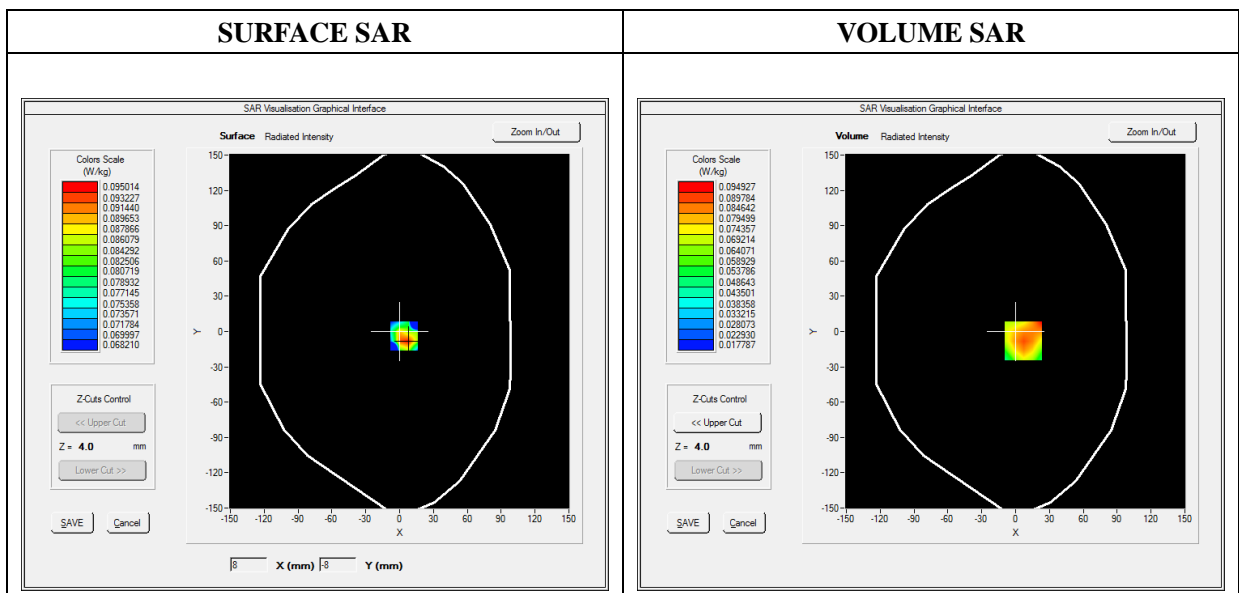 SURFACE SAR
VOLUME SAR
SAR Visualisation Graphical Interface
Surface Radiated Intensity
Zoom In/Out
Colors Scale
(W/kg)
0.095014
0.093227
0.091440
0.089653
0.087866
0.086079
0.084292
0.082506
0.080719
0.078932
0.077145
0.075358
0.073571
0.071784
0.069997
0.068210
Z-Cuts Control
<< Upper Cut
Z = 4.0 mm
Lower Cut >>
SAVE Cancel
150
120
90
60
30
0
-30
-60
-90
-120
-150
Y
-150 -120 -90 -60 -30 0 30 60 90 120 150
X
8 X (mm) -8 Y (mm)
SAR Visualisation Graphical Interface
Volume Radiated Intensity
Zoom In/Out
Colors Scale
(W/kg)
0.094927
0.089784
0.084642
0.079499
0.074357
0.069214
0.064071
0.058929
0.053786
0.048643
0.043501
0.038358
0.033215
0.028073
0.022930
0.017787
Z-Cuts Control
<< Upper Cut
Z = 4.0 mm
Lower Cut >>
SAVE Cancel
150
120
90
60
30
0
-30
-60
-90
-120
-150
Y
-150 -120 -90 -60 -30 0 30 60 90 120 150
X